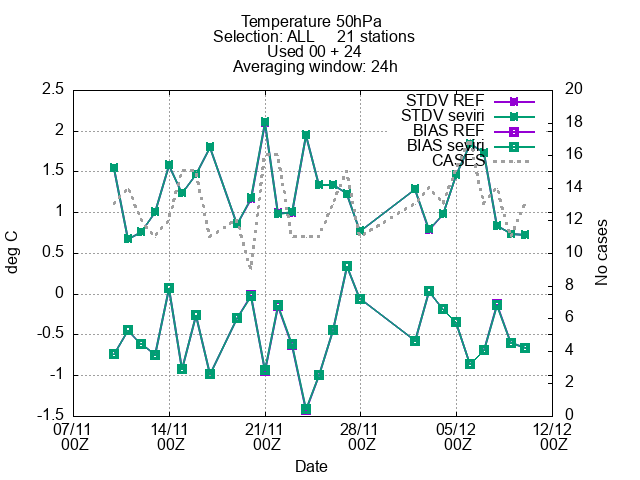 Temperature 50hPa
Selection: ALL 21 stations
Used 00 + 24
Averaging window: 24h
2.5
2
1.5
1
0.5
0
-0.5
-1
-1.5
deg C
20
18
16
14
12
10
8
6
4
2
0
No cases
STDV REF
STDV seviri
BIAS REF
BIAS seviri
CASES
07/11 14/11 21/11 28/11 05/12 12/12
00Z 00Z 00Z 00Z 00Z 00Z
Date